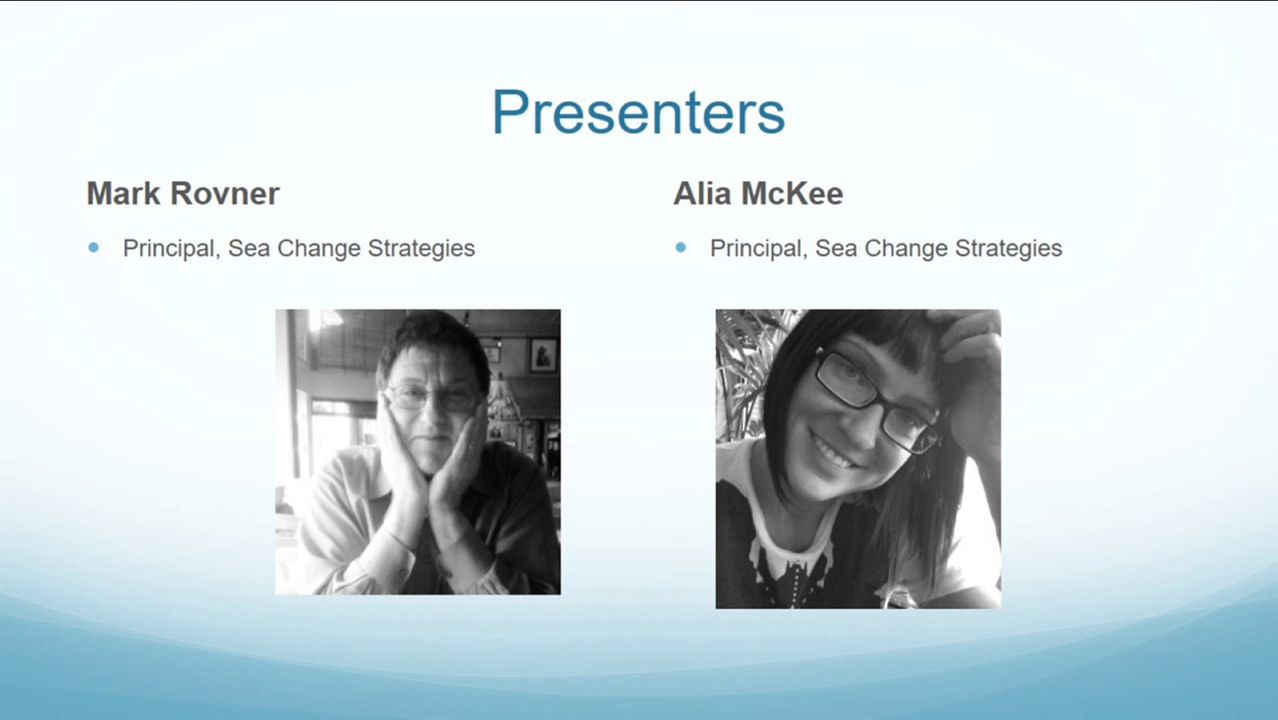 Presenters
Mark Rovner
• Principal, Sea Change Strategies
Alia McKee
• Principal, Sea Change Strategies